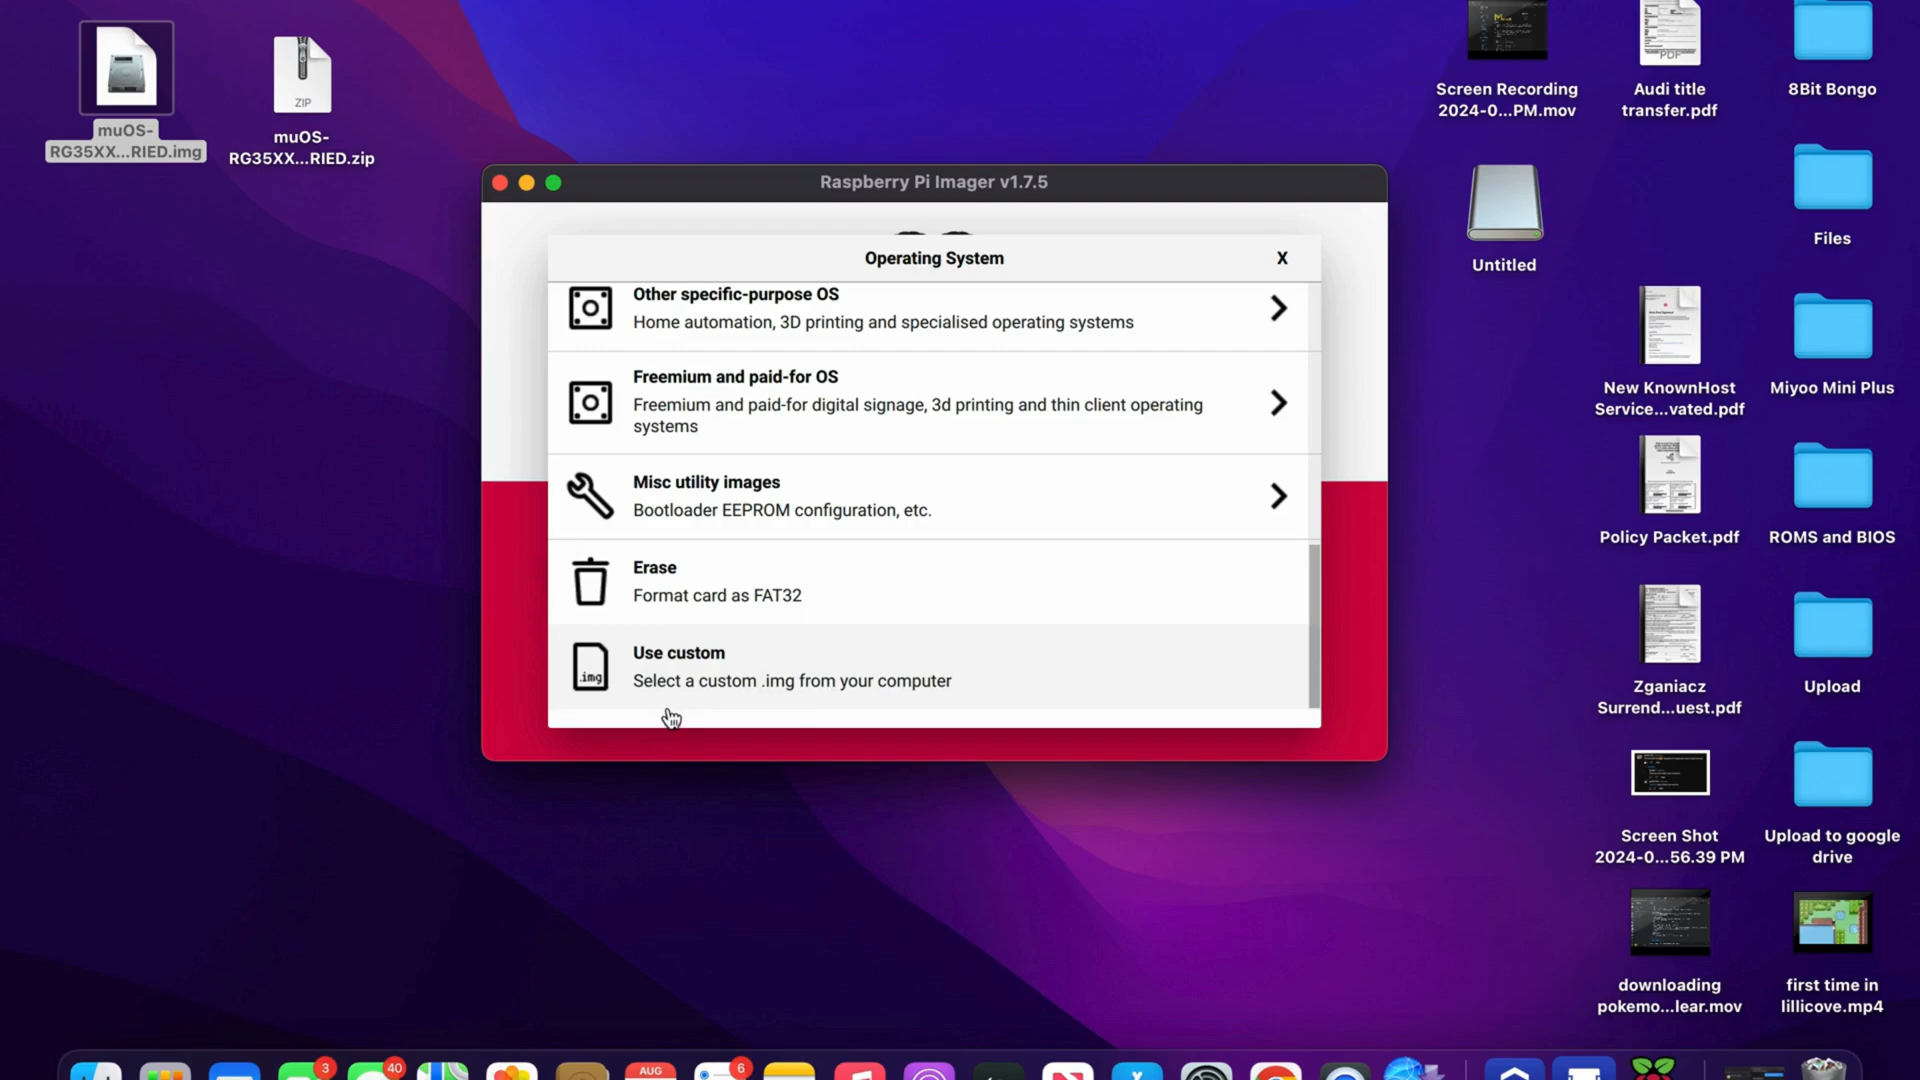 muOS-
RG35XX...RIED.img
ZIP
muOS-
RG35XX...RIED.zip
Raspberry Pi Imager v1.7.5
Operating System
X
Other specific-purpose OS
Home automation, 3D printing and specialised operating systems
Freemium and paid-for OS
Freemium and paid-for digital signage, 3d printing and thin client operating
systems
Misc utility images
Bootloader EEPROM configuration, etc.
Erase
Format card as FAT32
.img
Use custom
Select a custom .img from your computer
Screen Recording
2024-0...PM.mov
PDF
Audi title
transfer.pdf
8Bit Bongo
Untitled
Files
New KnownHost
Service...vated.pdf
Miyoo Mini Plus
Policy Packet.pdf
ROMS and BIOS
Zganiacz
Surrend...uest.pdf
Upload
Screen Shot
2024-0...56.39 PM
Upload to google
drive
downloading
pokemo...lear.mov
first time in
lillicove.mp4
3
40
AUG
6